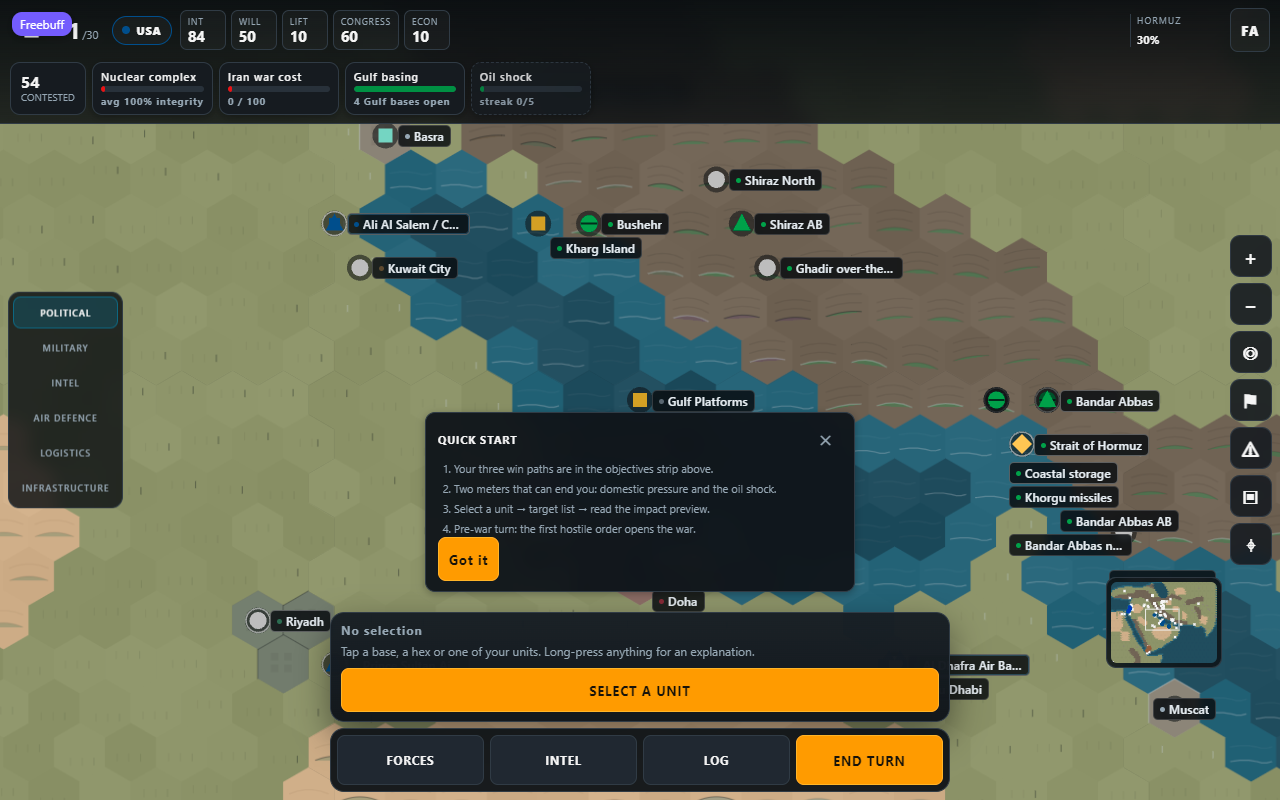 Freebuff
1/30
USA
INT
84
WILL
50
LIFT
10
CONGRESS
60
ECON
10
HORMUZ
30%
FA
54
CONTESTED
Nuclear complex
avg 100% integrity
Iran war cost
0 / 100
Gulf basing
4 Gulf bases open
Oil shock
streak 0/5
Basra
Shiraz North
Ali Al Salem / C...
Bushehr
Shiraz AB
Kharg Island
Kuwait City
Ghadir over-the...
+
−
POLITICAL
MILITARY
INTEL
AIR DEFENCE
LOGISTICS
INFRASTRUCTURE
Gulf Platforms
Bandar Abbas
Strait of Hormuz
Coastal storage
Khorgu missiles
Bandar Abbas AB
Bandar Abbas n...
QUICK START
1. Your three win paths are in the objectives strip above.
2. Two meters that can end you: domestic pressure and the oil shock.
3. Select a unit → target list → read the impact preview.
4. Pre-war turn: the first hostile order opens the war.
Got it
Doha
Riyadh
No selection
Tap a base, a hex or one of your units. Long-press anything for an explanation.
SELECT A UNIT
nafra Air Ba...
Dhabi
Muscat
FORCES
INTEL
LOG
END TURN